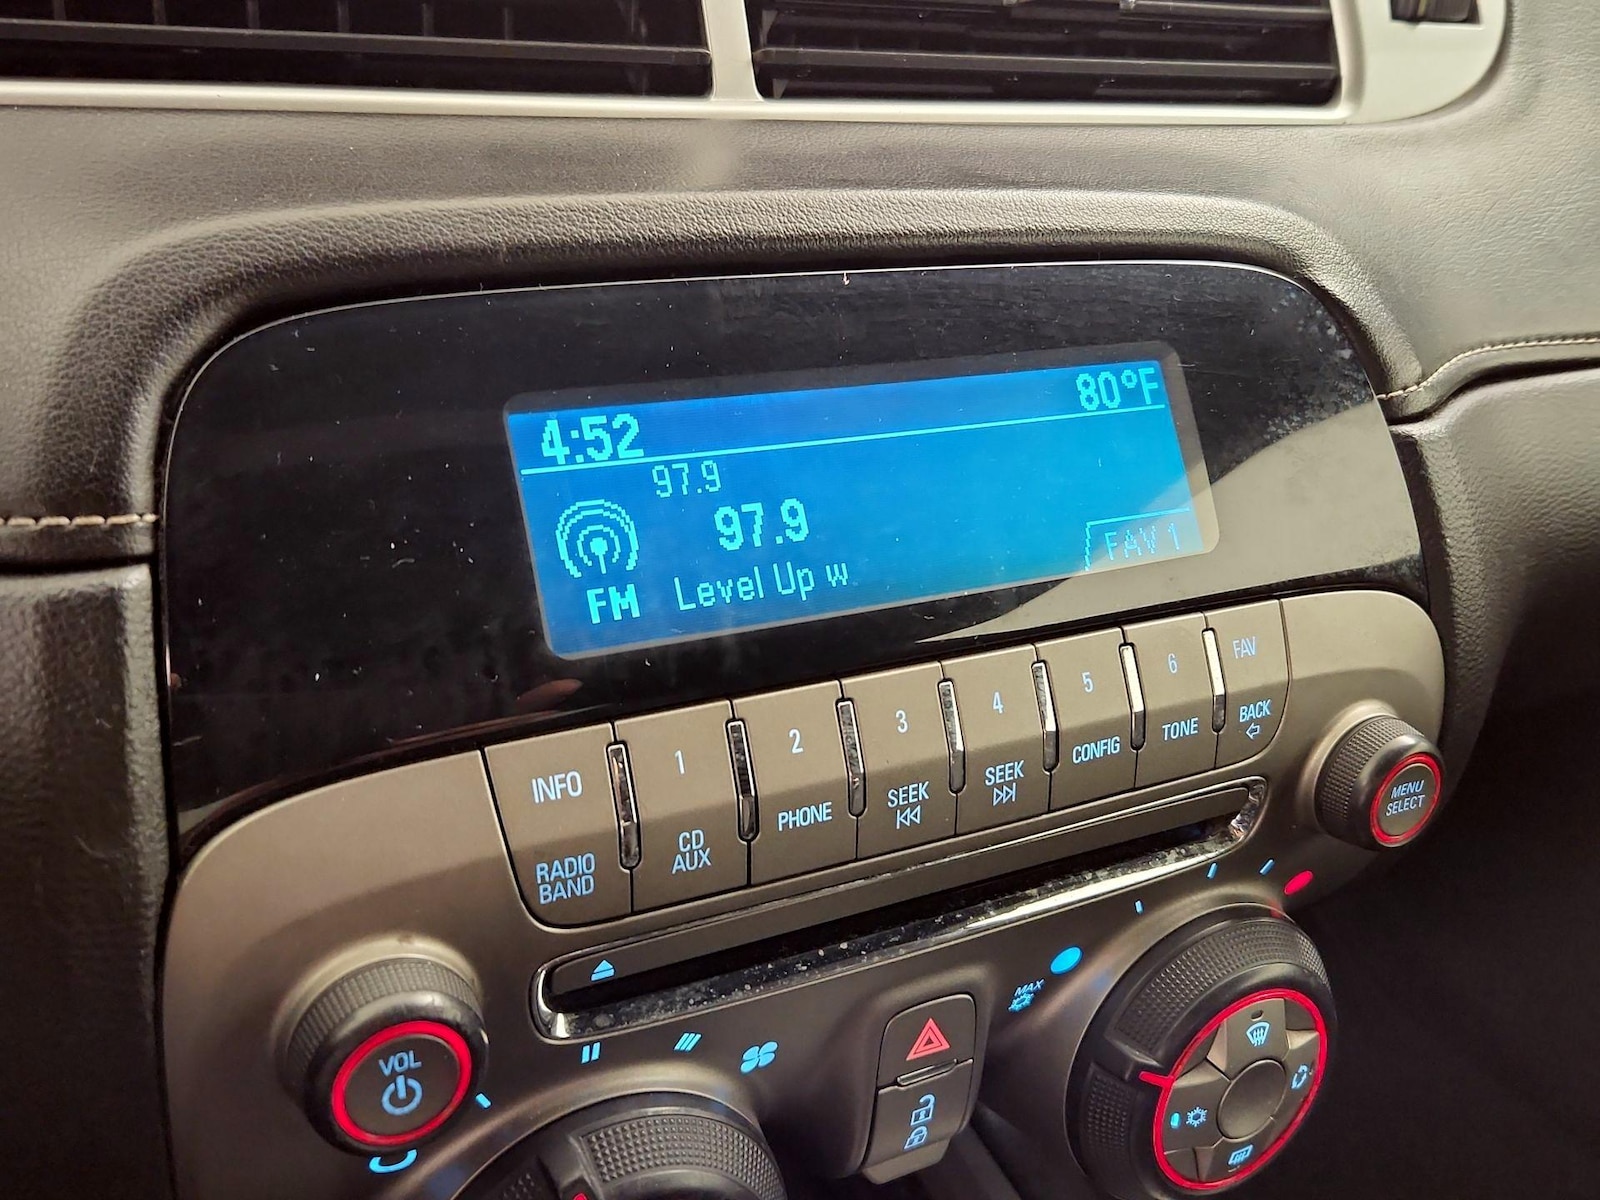 4:52 80°F
97.9
97.9
FM Level Up w
FAV 1
INFO 1 2 3 4 5 6 FAV
RADIO BAND
CD AUX
PHONE
SEEK
SEEK
CONFIG
TONE
BACK
MENU SELECT
MAX
VOL